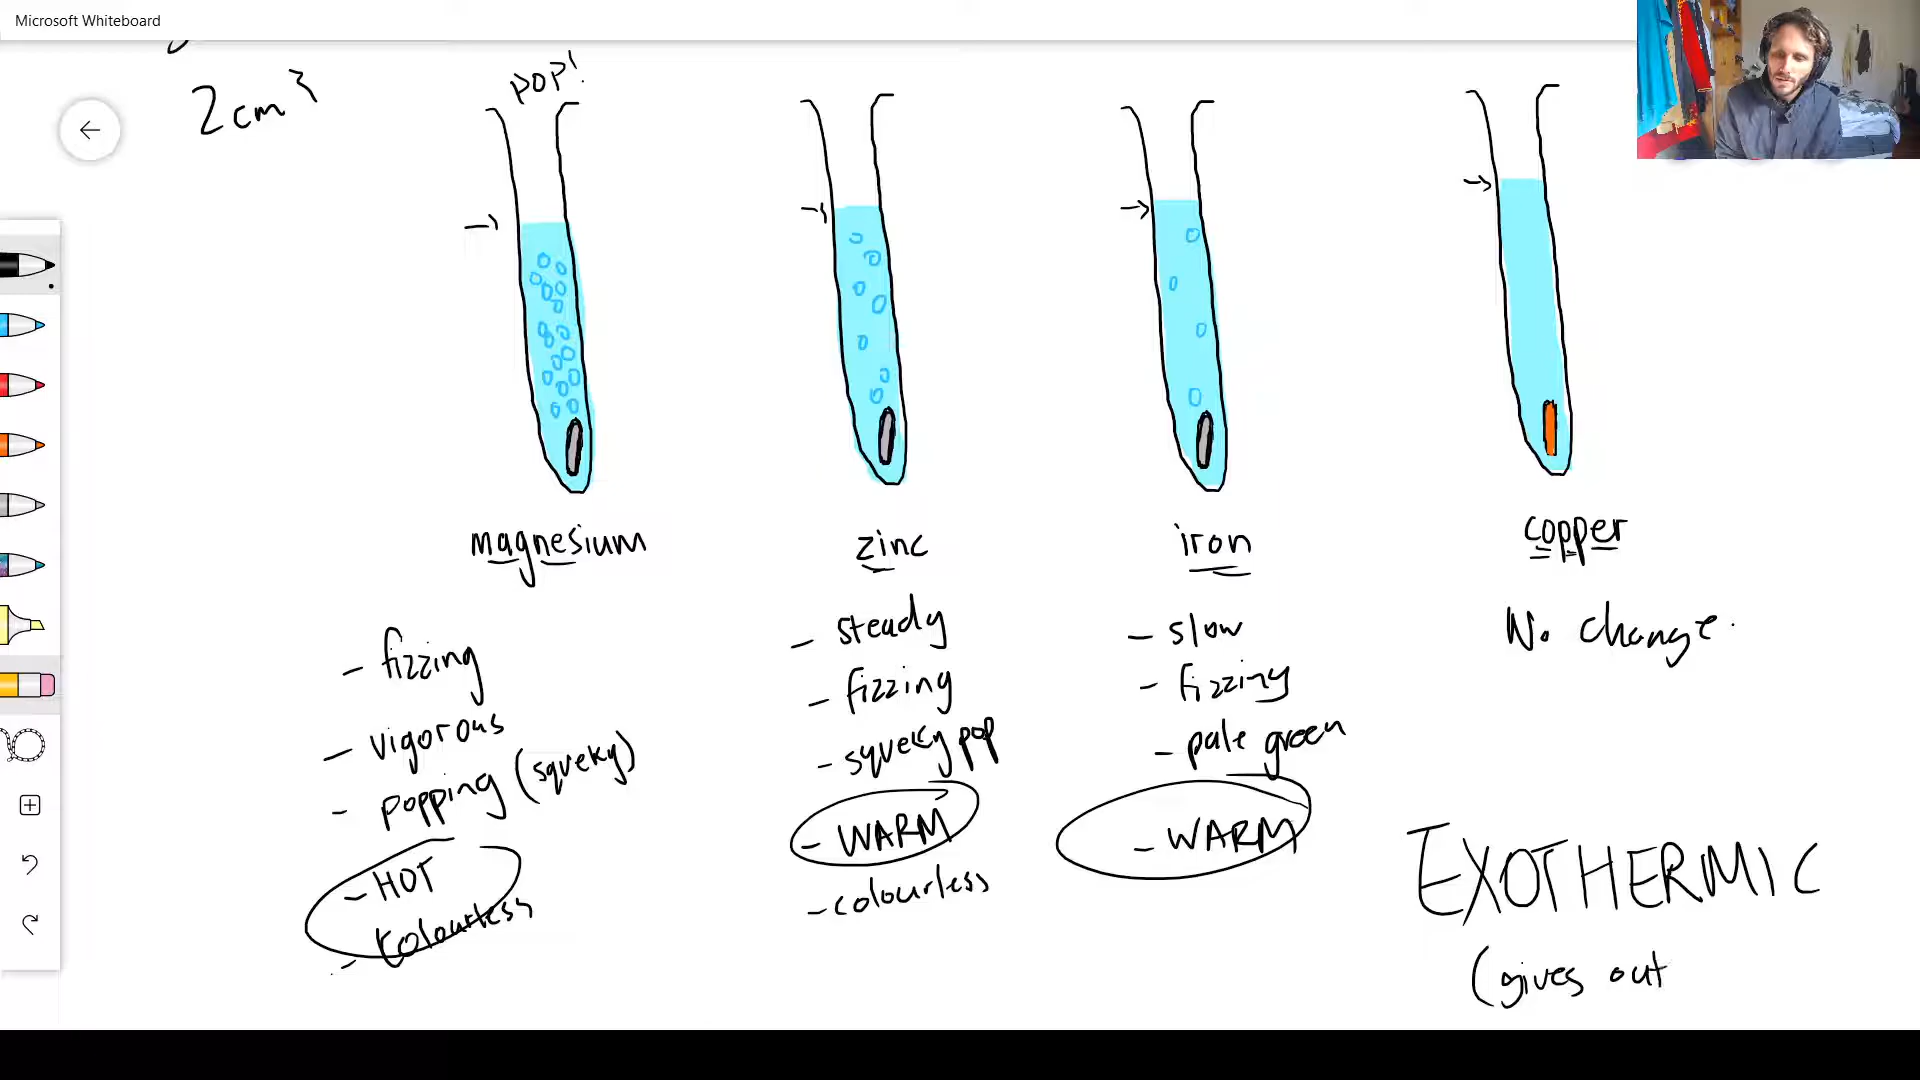 Microsoft Whiteboard
2cm3
POP!
magnesium
zinc
iron
copper
- fizzing
- vigorous
- popping (squeky)
- HOT
- colourless
- steady
- fizzing
- squeky pop
- WARM
- colourless
- slow
- fizzing
- pale green
- WARM
No change.
EXOTHERMIC
(gives out